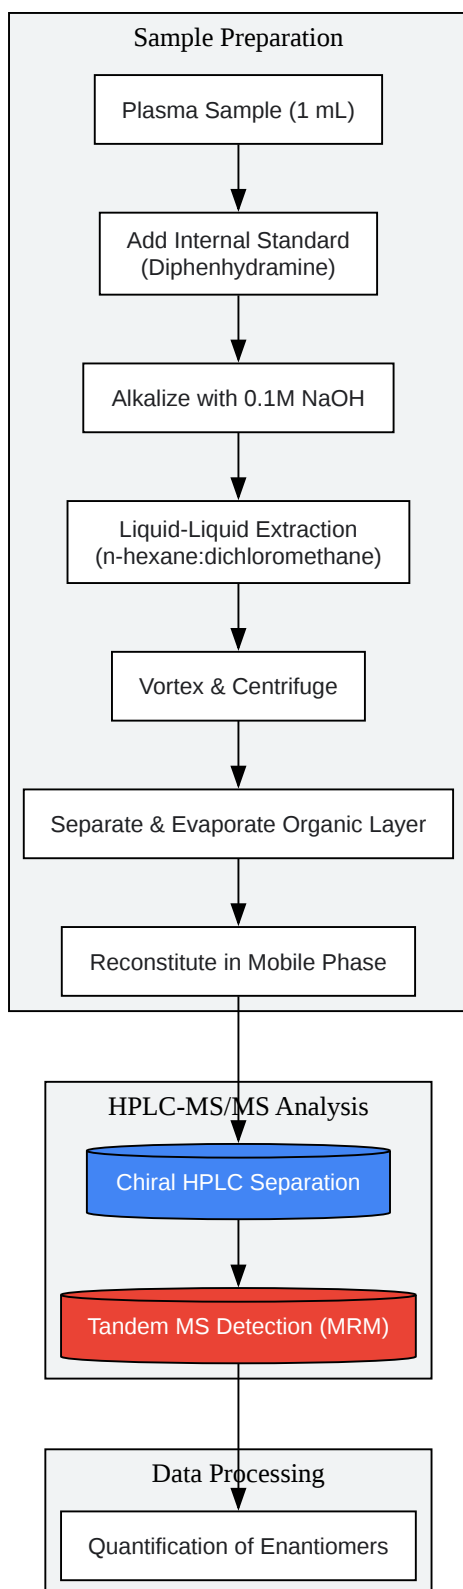 Sample Preparation
Plasma Sample (1 mL)
Add Internal Standard
(Diphenhydramine)
Alkalize with 0.1M NaOH
Liquid-Liquid Extraction
(n-hexane:dichloromethane)
Vortex & Centrifuge
Separate & Evaporate Organic Layer
Reconstitute in Mobile Phase
HPLC-MS/MS Analysis
Chiral HPLC Separation
Tandem MS Detection (MRM)
Data Processing
Quantification of Enantiomers